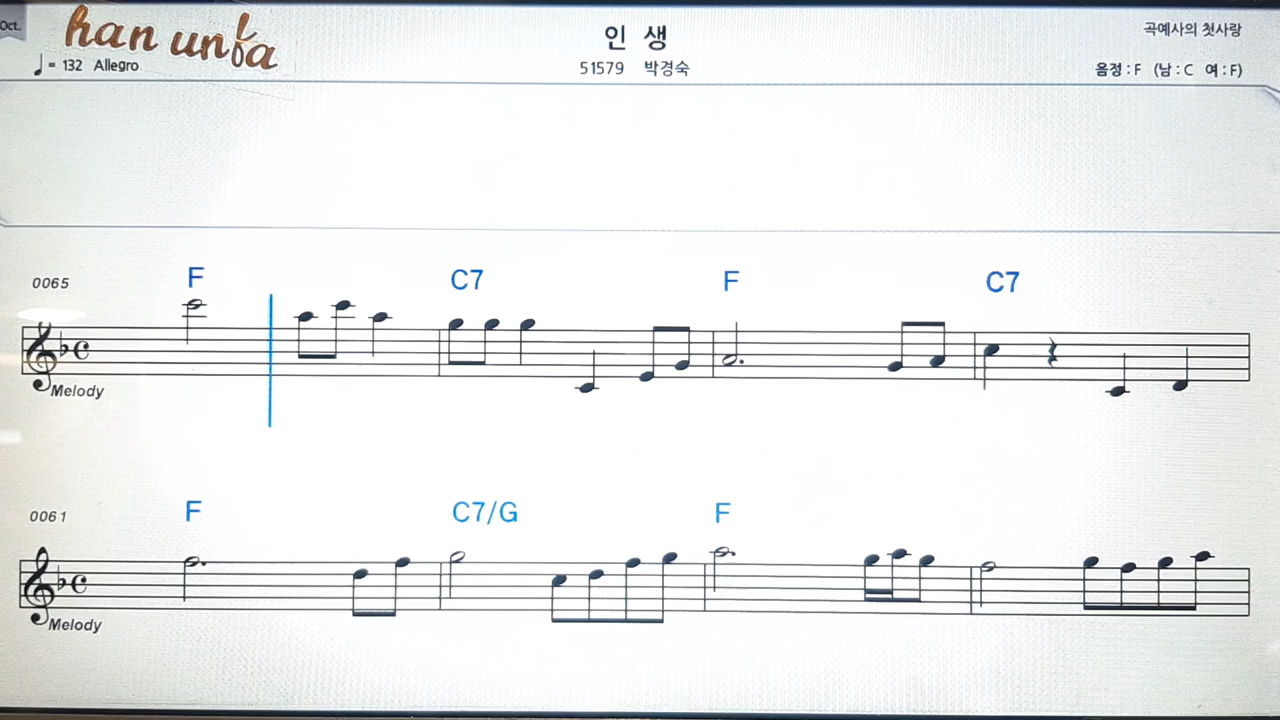 Oct.
han unfa
인 생
곡예사의 첫사랑
♩= 132 Allegro
51579 박경숙
음정 : F (남 : C 여 : F)
0065
F C7 F C7
Melody
0061
F C7/G F
Melody